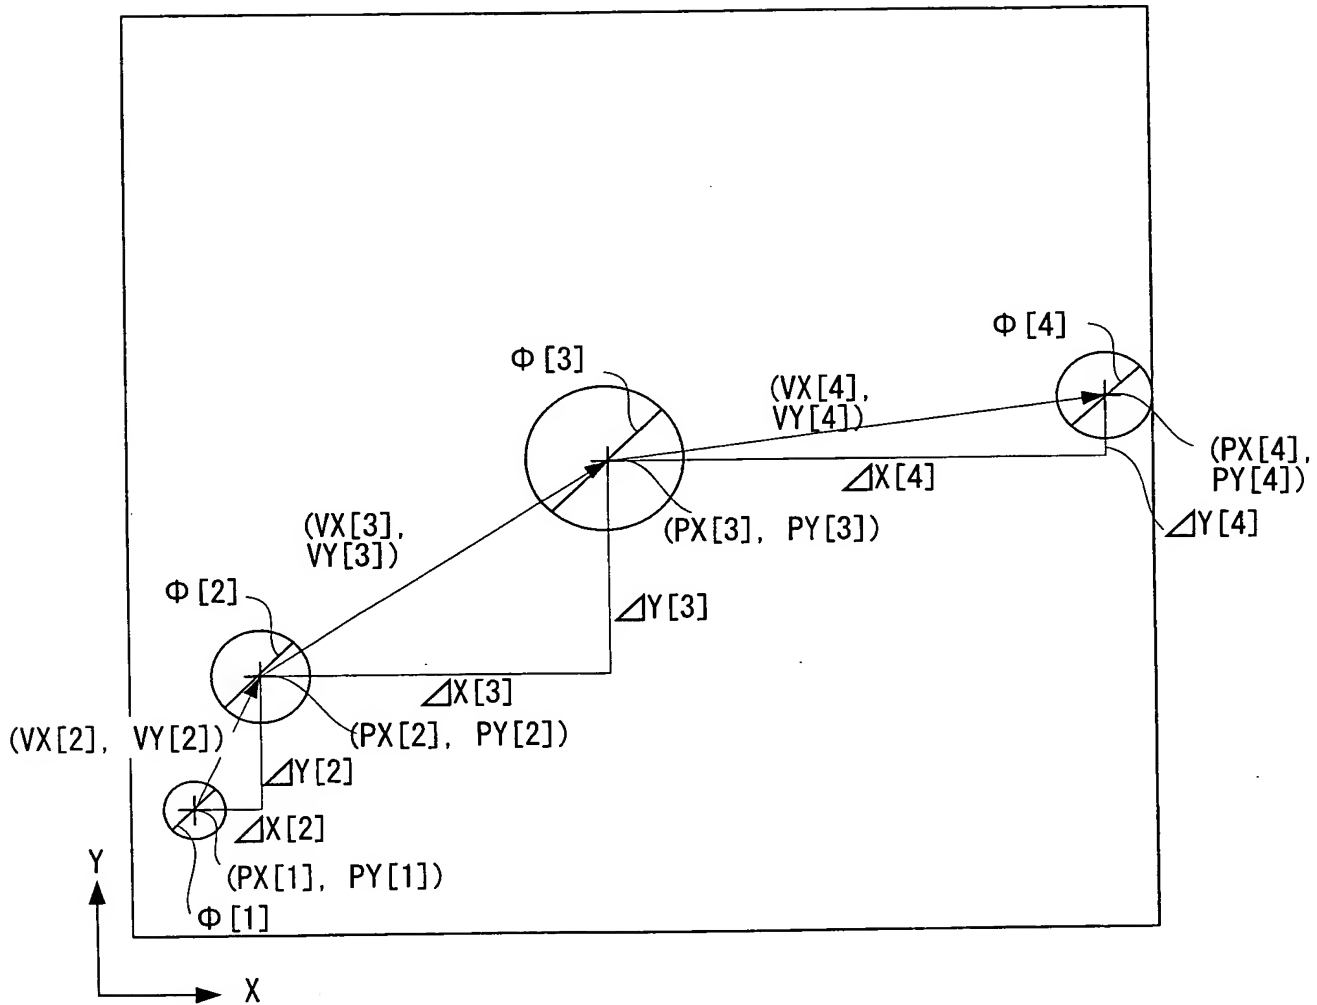 Φ[4]
Φ[3]
(VX[4],
VY[4])
(PX[4],
PY[4])
⊿X[4]
(PX[3], PY[3])
⊿Y[4]
(VX[3],
VY[3])
Φ[2]
⊿Y[3]
⊿X[3]
(VX[2], VY[2])
(PX[2], PY[2])
⊿Y[2]
⊿X[2]
(PX[1], PY[1])
Φ[1]
Y
X